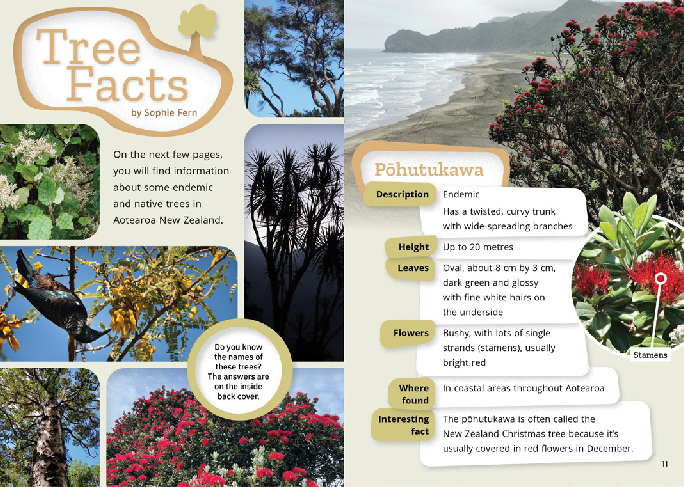 Tree
Facts
by Sophie Fern
On the next few pages,
you will find information
about some endemic
and native trees in
Aotearoa New Zealand.
Do you know
the names of
these trees?
The answers are
on the inside
back cover.
Pōhutukawa
Description
Endemic
Has a twisted, curvy trunk
with wide-spreading branches
Height
Up to 20 metres
Leaves
Oval, about 8 cm by 3 cm,
dark green and glossy
with fine white hairs on
the underside
Flowers
Bushy, with lots of single
strands (stamens), usually
bright red
Stamens
Where
found
In coastal areas throughout Aotearoa
Interesting
fact
The pōhutukawa is often called the
New Zealand Christmas tree because it's
usually covered in red flowers in December.
11